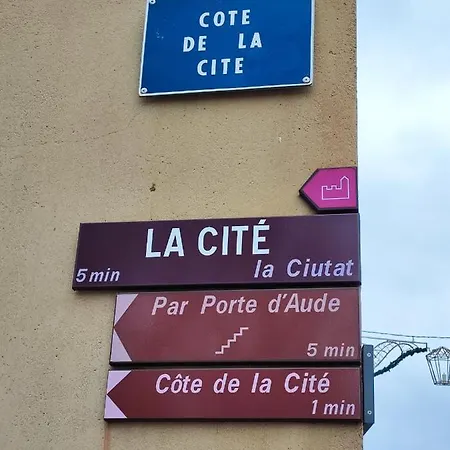 COTE
DE LA
CITE
LA CITÉ
5 min la Ciutat
Par Porte d'Aude
5 min
Côte de la Cité
1 min